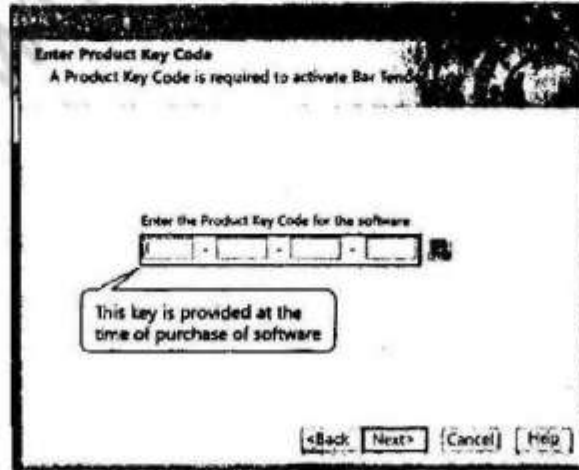 Enter Product Key Code
A Product Key Code is required to activate Bar Tend
Enter the Product Key Code for the software
- - -
This key is provided at the
time of purchase of software
<Back Next> Cancel Help